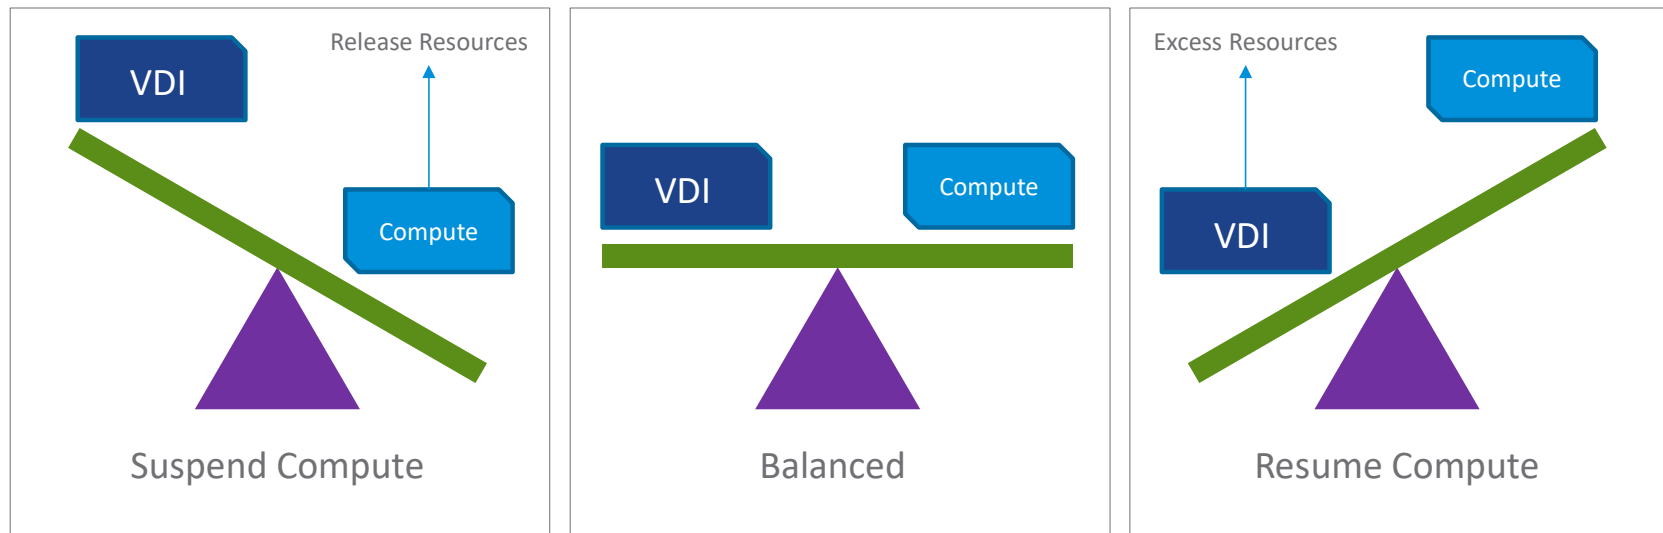 VDI
Release Resources
Compute
Suspend Compute
VDI
Compute
Balanced
Excess Resources
Compute
VDI
Resume Compute